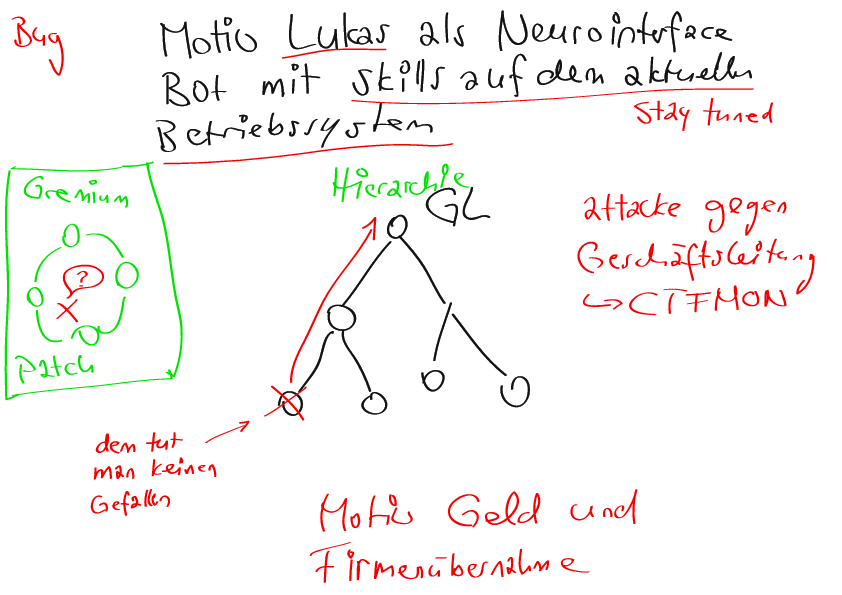 Bug
Motiv Lukas als Neurointerface
Bot mit skills auf dem aktuellen
Betriebssystem
Stay tuned
Gremium
?
Patch
Hierarchie
GL
attacke gegen
Geschäftsleitung
↳ CTFMON
dem tut
man keinen
Gefallen
Motiv Geld und
Firmenübernahme